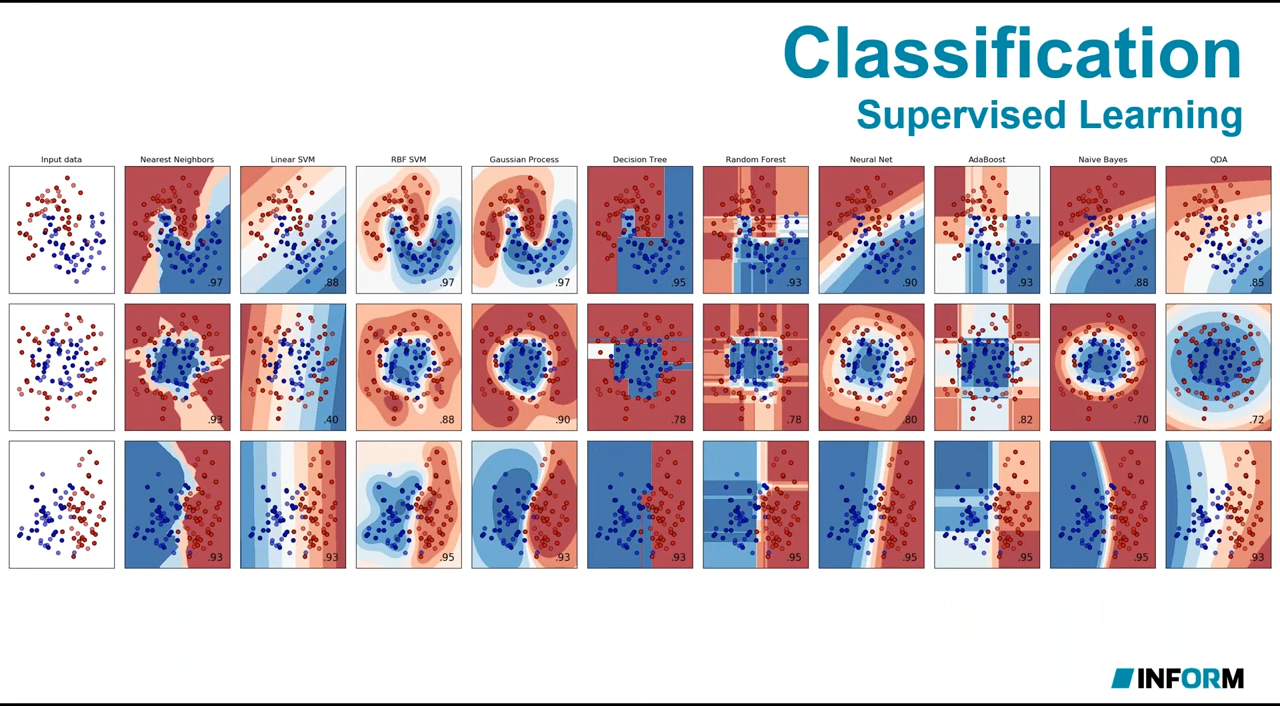 Classification
Supervised Learning
Input data Nearest Neighbors Linear SVM RBF SVM Gaussian Process Decision Tree Random Forest Neural Net AdaBoost Naive Bayes QDA
.97 .88 .97 .97 .95 .93 .90 .93 .88 .85
.93 .40 .88 .90 .78 .78 .80 .82 .70 .72
.93 .93 .95 .93 .93 .95 .95 .95 .95 .93
INFORM